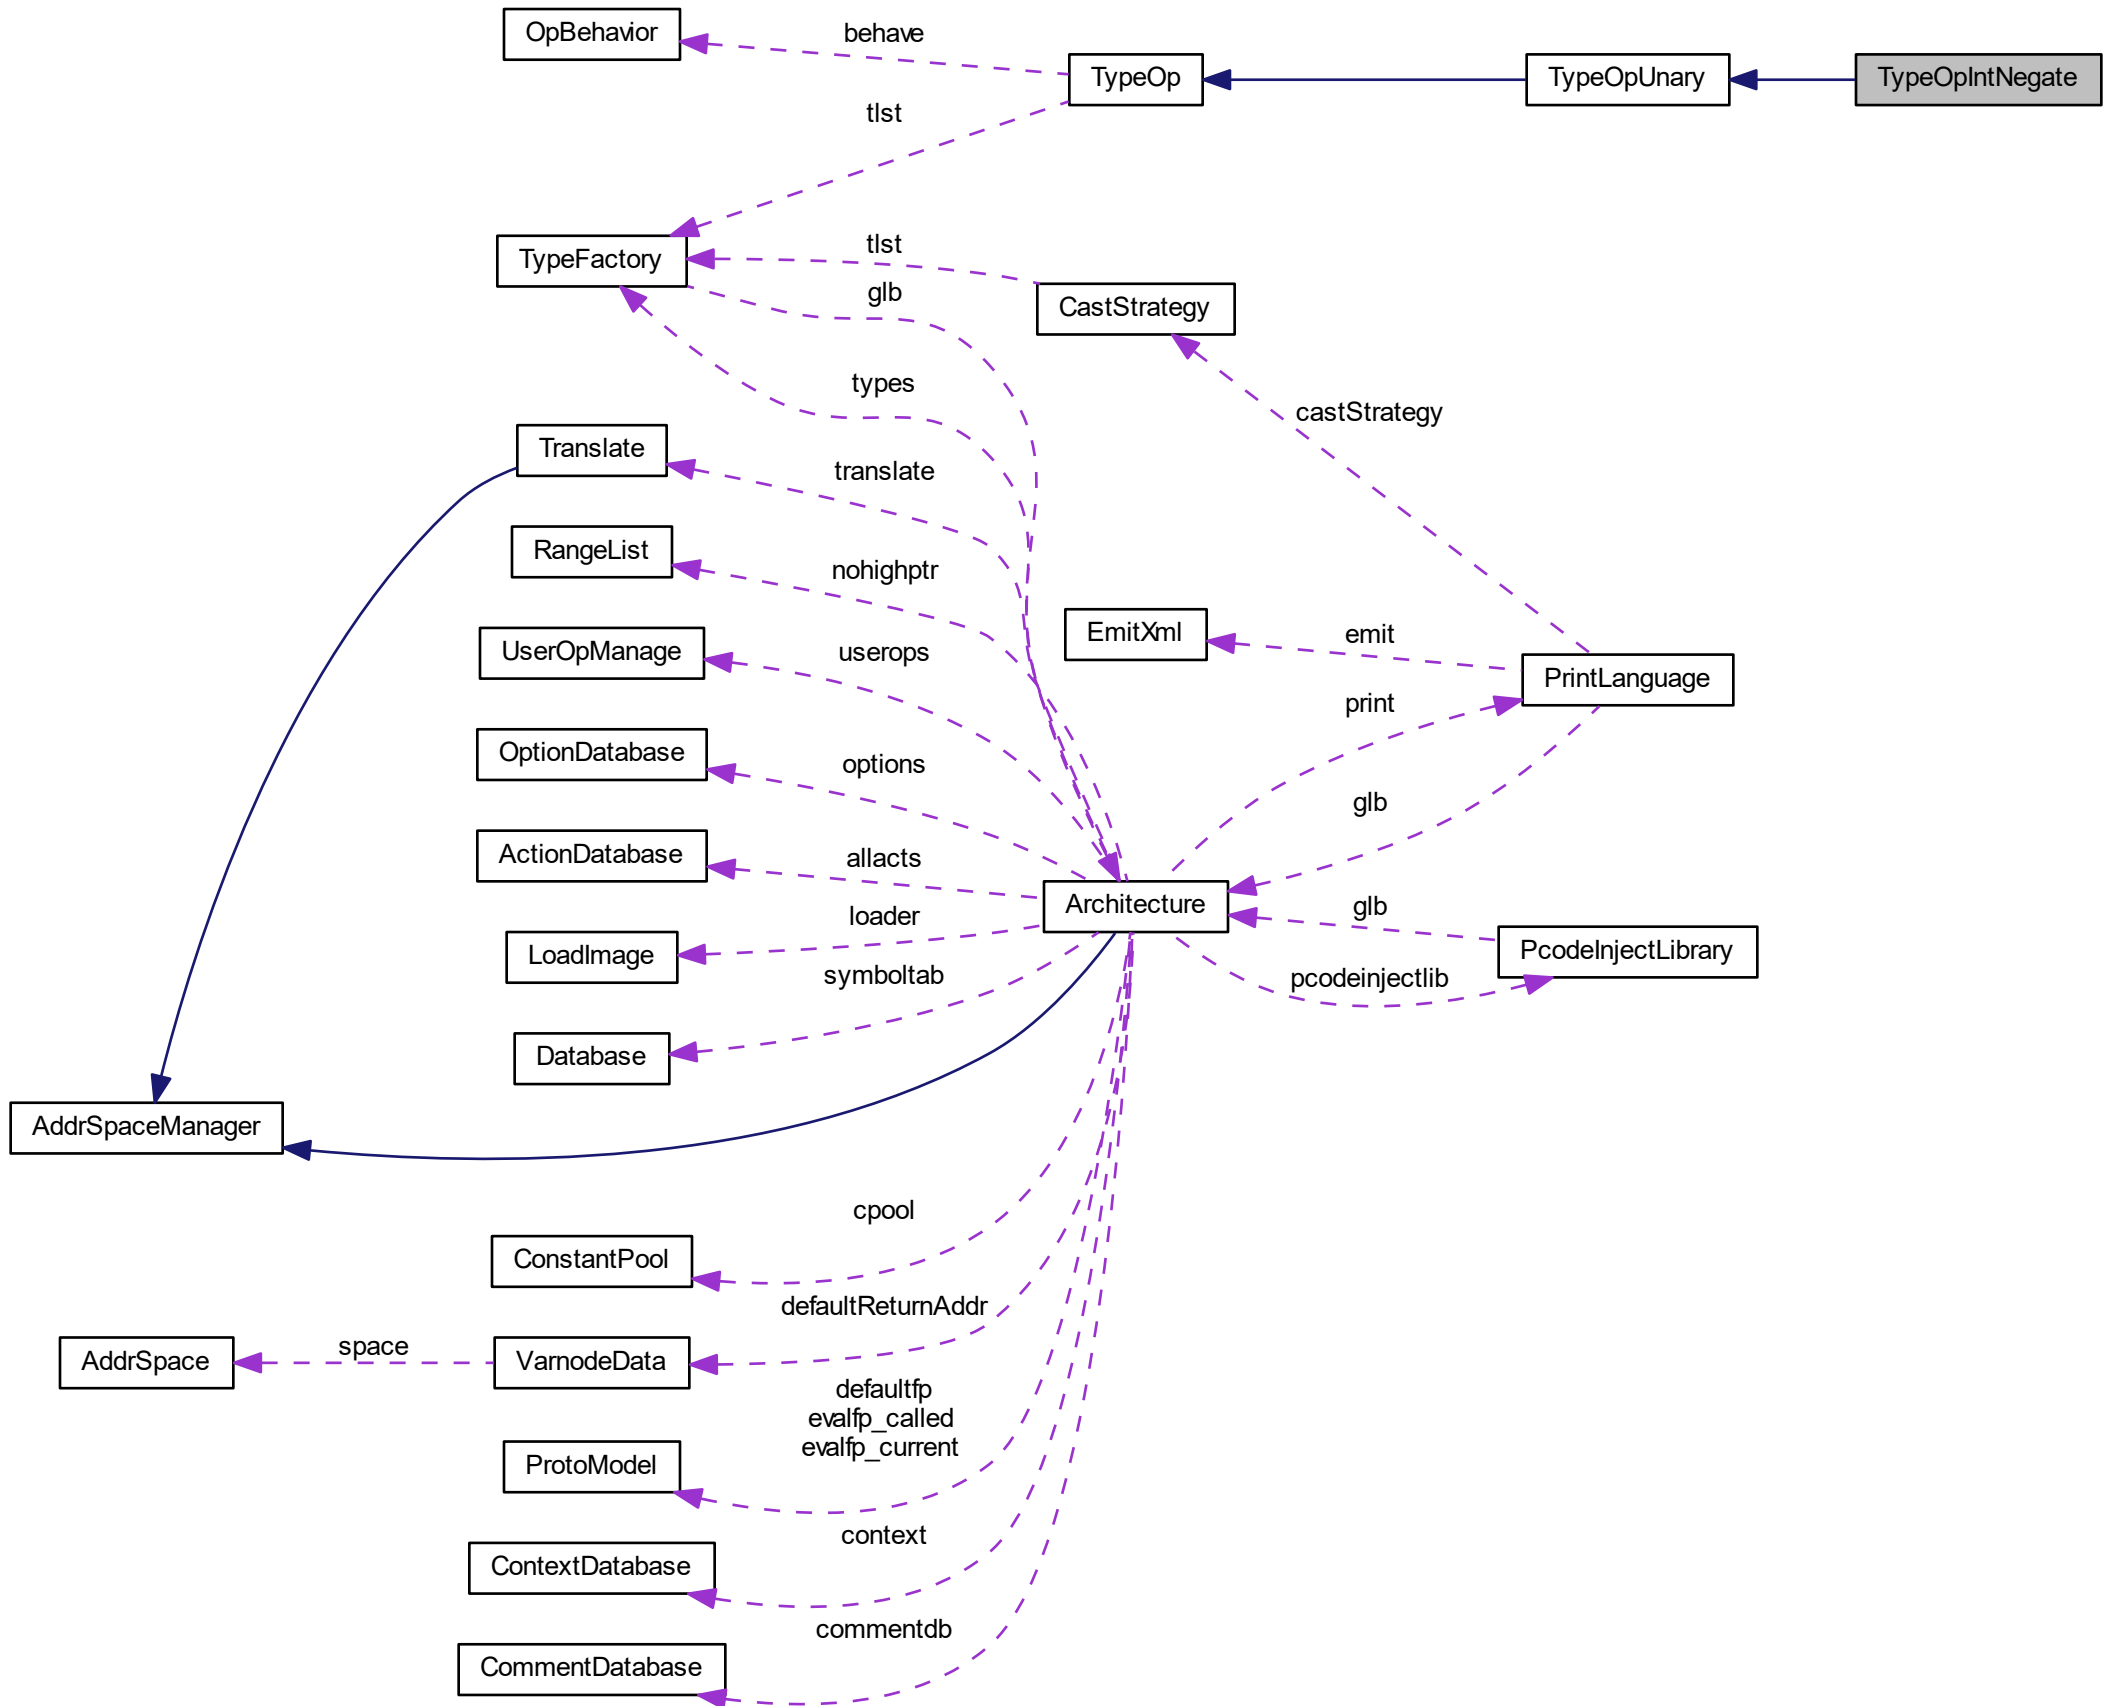 OpBehavior
behave
TypeOp
TypeOpUnary
TypeOpIntNegate
tlst
TypeFactory
tlst
glb
CastStrategy
types
castStrategy
Translate
translate
RangeList
nohighptr
UserOpManage
userops
EmitXml
emit
PrintLanguage
print
OptionDatabase
options
glb
ActionDatabase
allacts
Architecture
glb
loader
LoadImage
PcodeInjectLibrary
symboltab
pcodeinjectlib
Database
AddrSpaceManager
cpool
ConstantPool
defaultReturnAddr
AddrSpace
space
VarnodeData
defaultfp
evalfp_called
evalfp_current
ProtoModel
context
ContextDatabase
commentdb
CommentDatabase